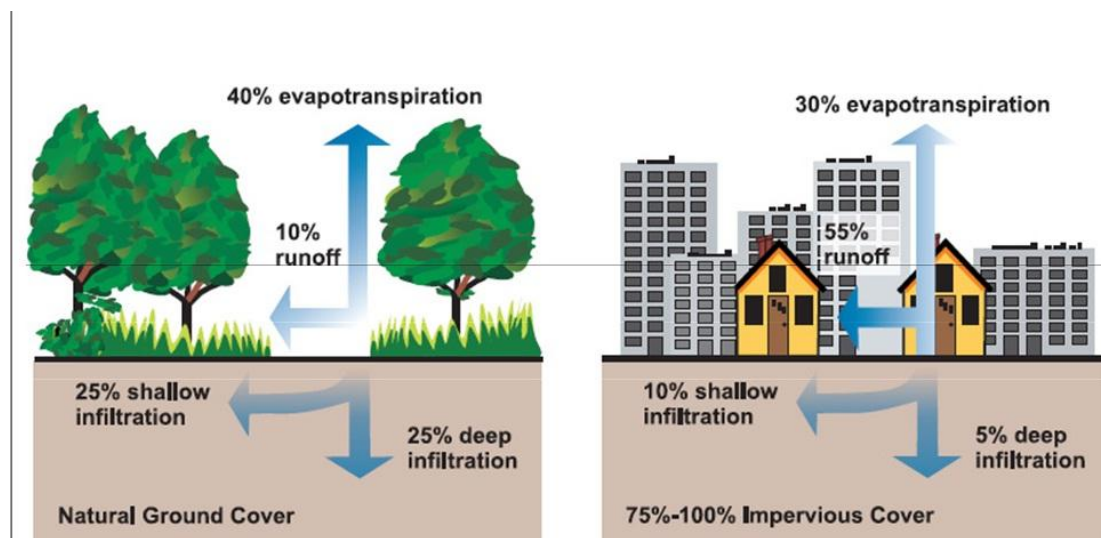 40% evapotranspiration
10%
runoff
25% shallow
infiltration
25% deep
infiltration
Natural Ground Cover
30% evapotranspiration
55%
runoff
10% shallow
infiltration
5% deep
infiltration
75%-100% Impervious Cover